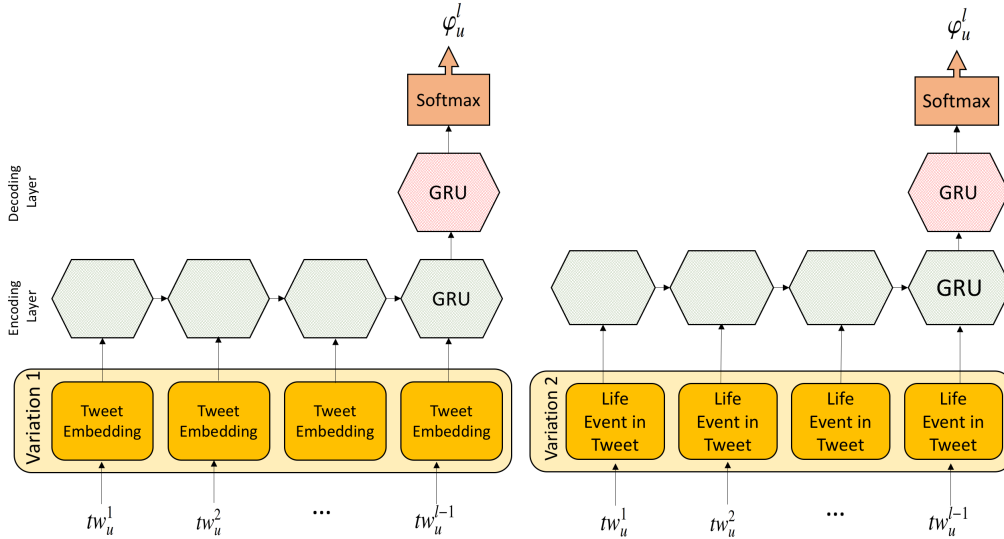 φ_u^l
Softmax
GRU
Decoding
Layer
Encoding
Layer
GRU
Variation 1
Tweet
Embedding
Tweet
Embedding
Tweet
Embedding
Tweet
Embedding
tw_u^1
tw_u^2
...
tw_u^{l-1}
φ_u^l
Softmax
GRU
GRU
Variation 2
Life
Event in
Tweet
Life
Event in
Tweet
Life
Event in
Tweet
Life
Event in
Tweet
tw_u^1
tw_u^2
...
tw_u^{l-1}